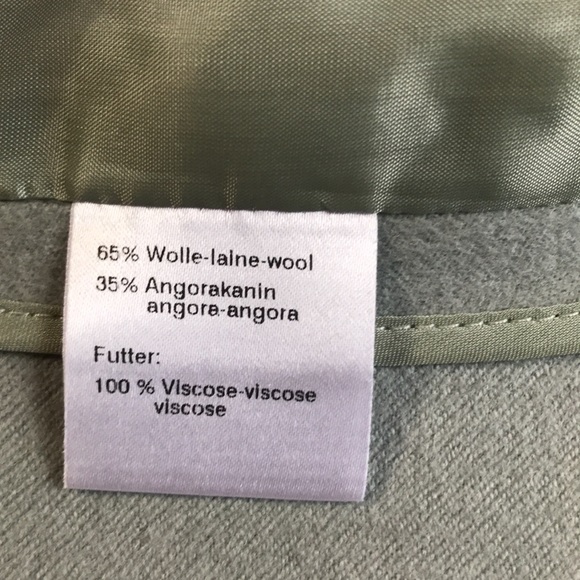 65% Wolle-laine-wool
35% Angorakanin
angora-angora
Futter:
100 % Viscose-viscose
viscose